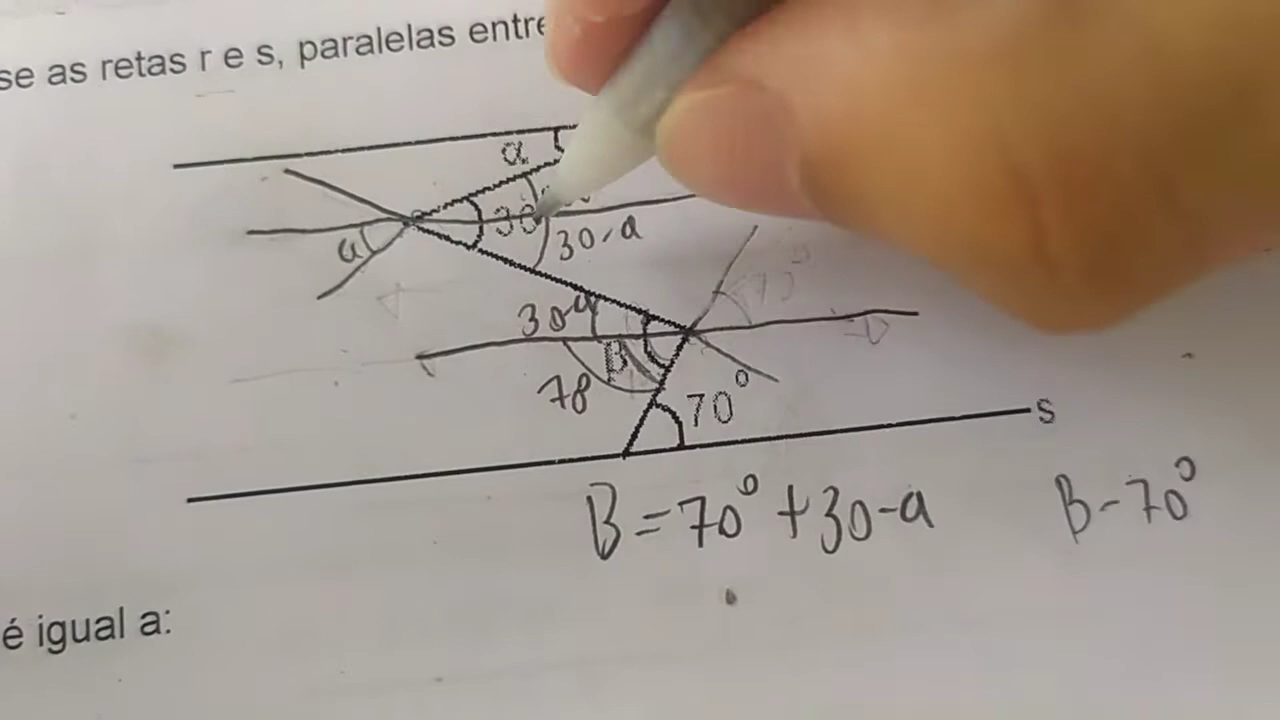 se as retas r e s, paralelas entre
α
30
a
30-a
30-a
B
78
70°
s
B = 70° + 30-a
B-70°
é igual a: